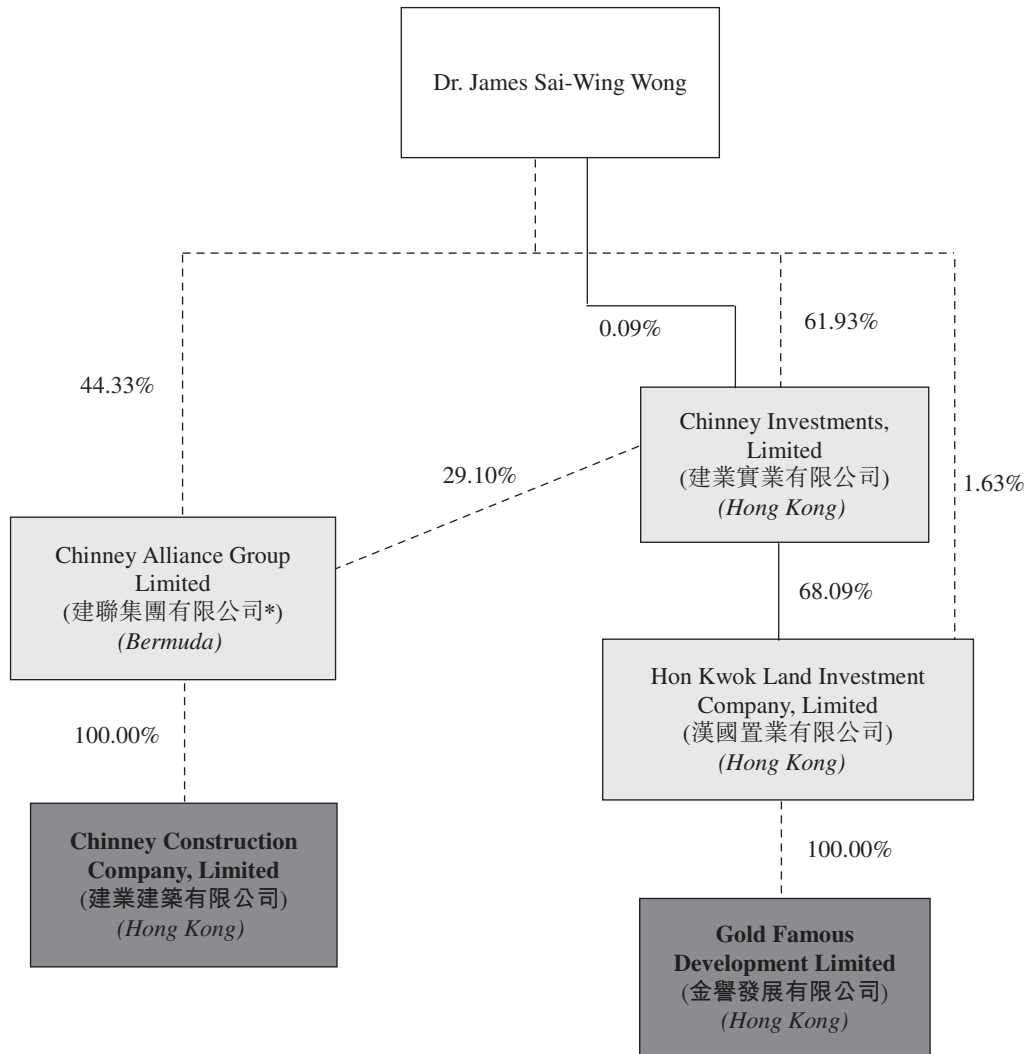 Dr. James Sai-Wing Wong
0.09%
61.93%
44.33%
Chinney Investments,
Limited
(建業實業有限公司)
(Hong Kong)
29.10%
1.63%
Chinney Alliance Group
Limited
(建聯集團有限公司*)
(Bermuda)
68.09%
Hon Kwok Land Investment
Company, Limited
(漢國置業有限公司)
(Hong Kong)
100.00%
Chinney Construction
Company, Limited
(建業建築有限公司)
(Hong Kong)
100.00%
Gold Famous
Development Limited
(金譽發展有限公司)
(Hong Kong)